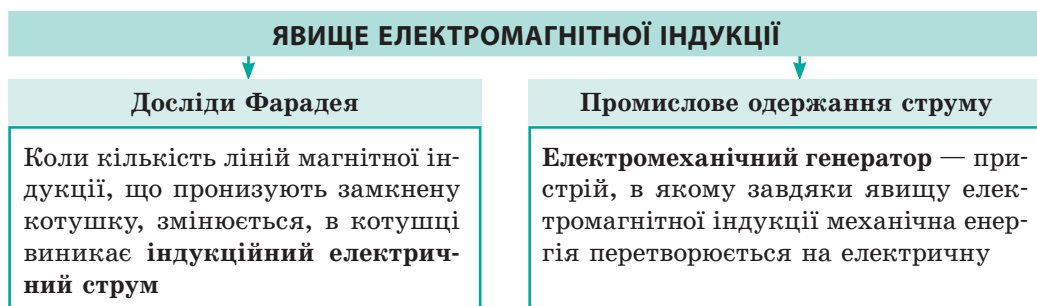 ЯВИЩЕ ЕЛЕКТРОМАГНІТНОЇ ІНДУКЦІЇ
Досліди Фарадея
Коли кількість ліній магнітної ін-
дукції, що пронизують замкнену
котушку, змінюється, в котушці
виникає індукційний електрич-
ний струм
Промислове одержання струму
Електромеханічний генератор — при-
стрій, в якому завдяки явищу елек-
тромагнітної індукції механічна енер-
гія перетворюється на електричну